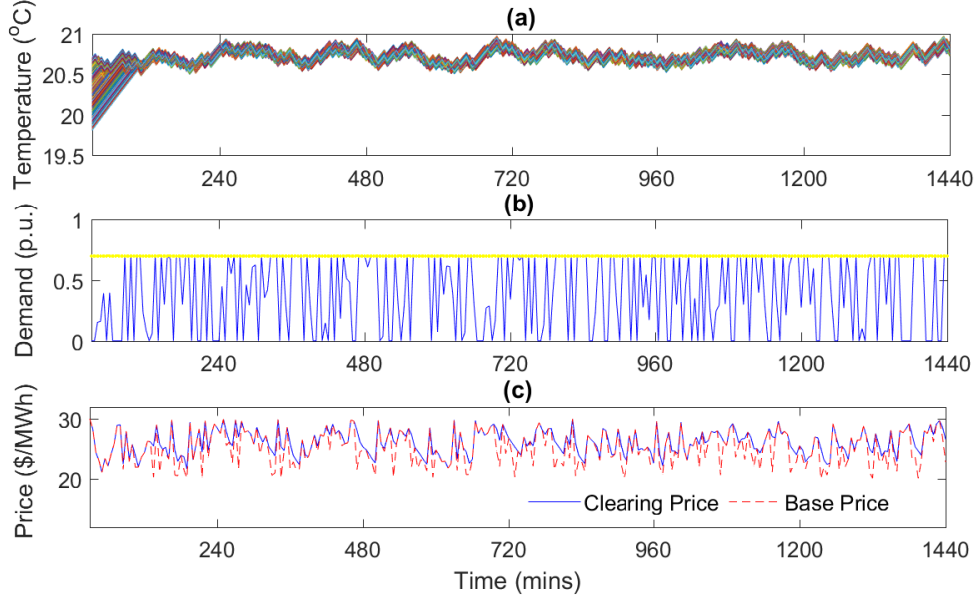 (a)
Temperature (°C)
21
20.5
20
19.5
240 480 720 960 1200 1440
(b)
Demand (p.u.)
1
0.5
0
240 480 720 960 1200 1440
(c)
Price ($/MWh)
30
20
Clearing Price Base Price
240 480 720 960 1200 1440
Time (mins)